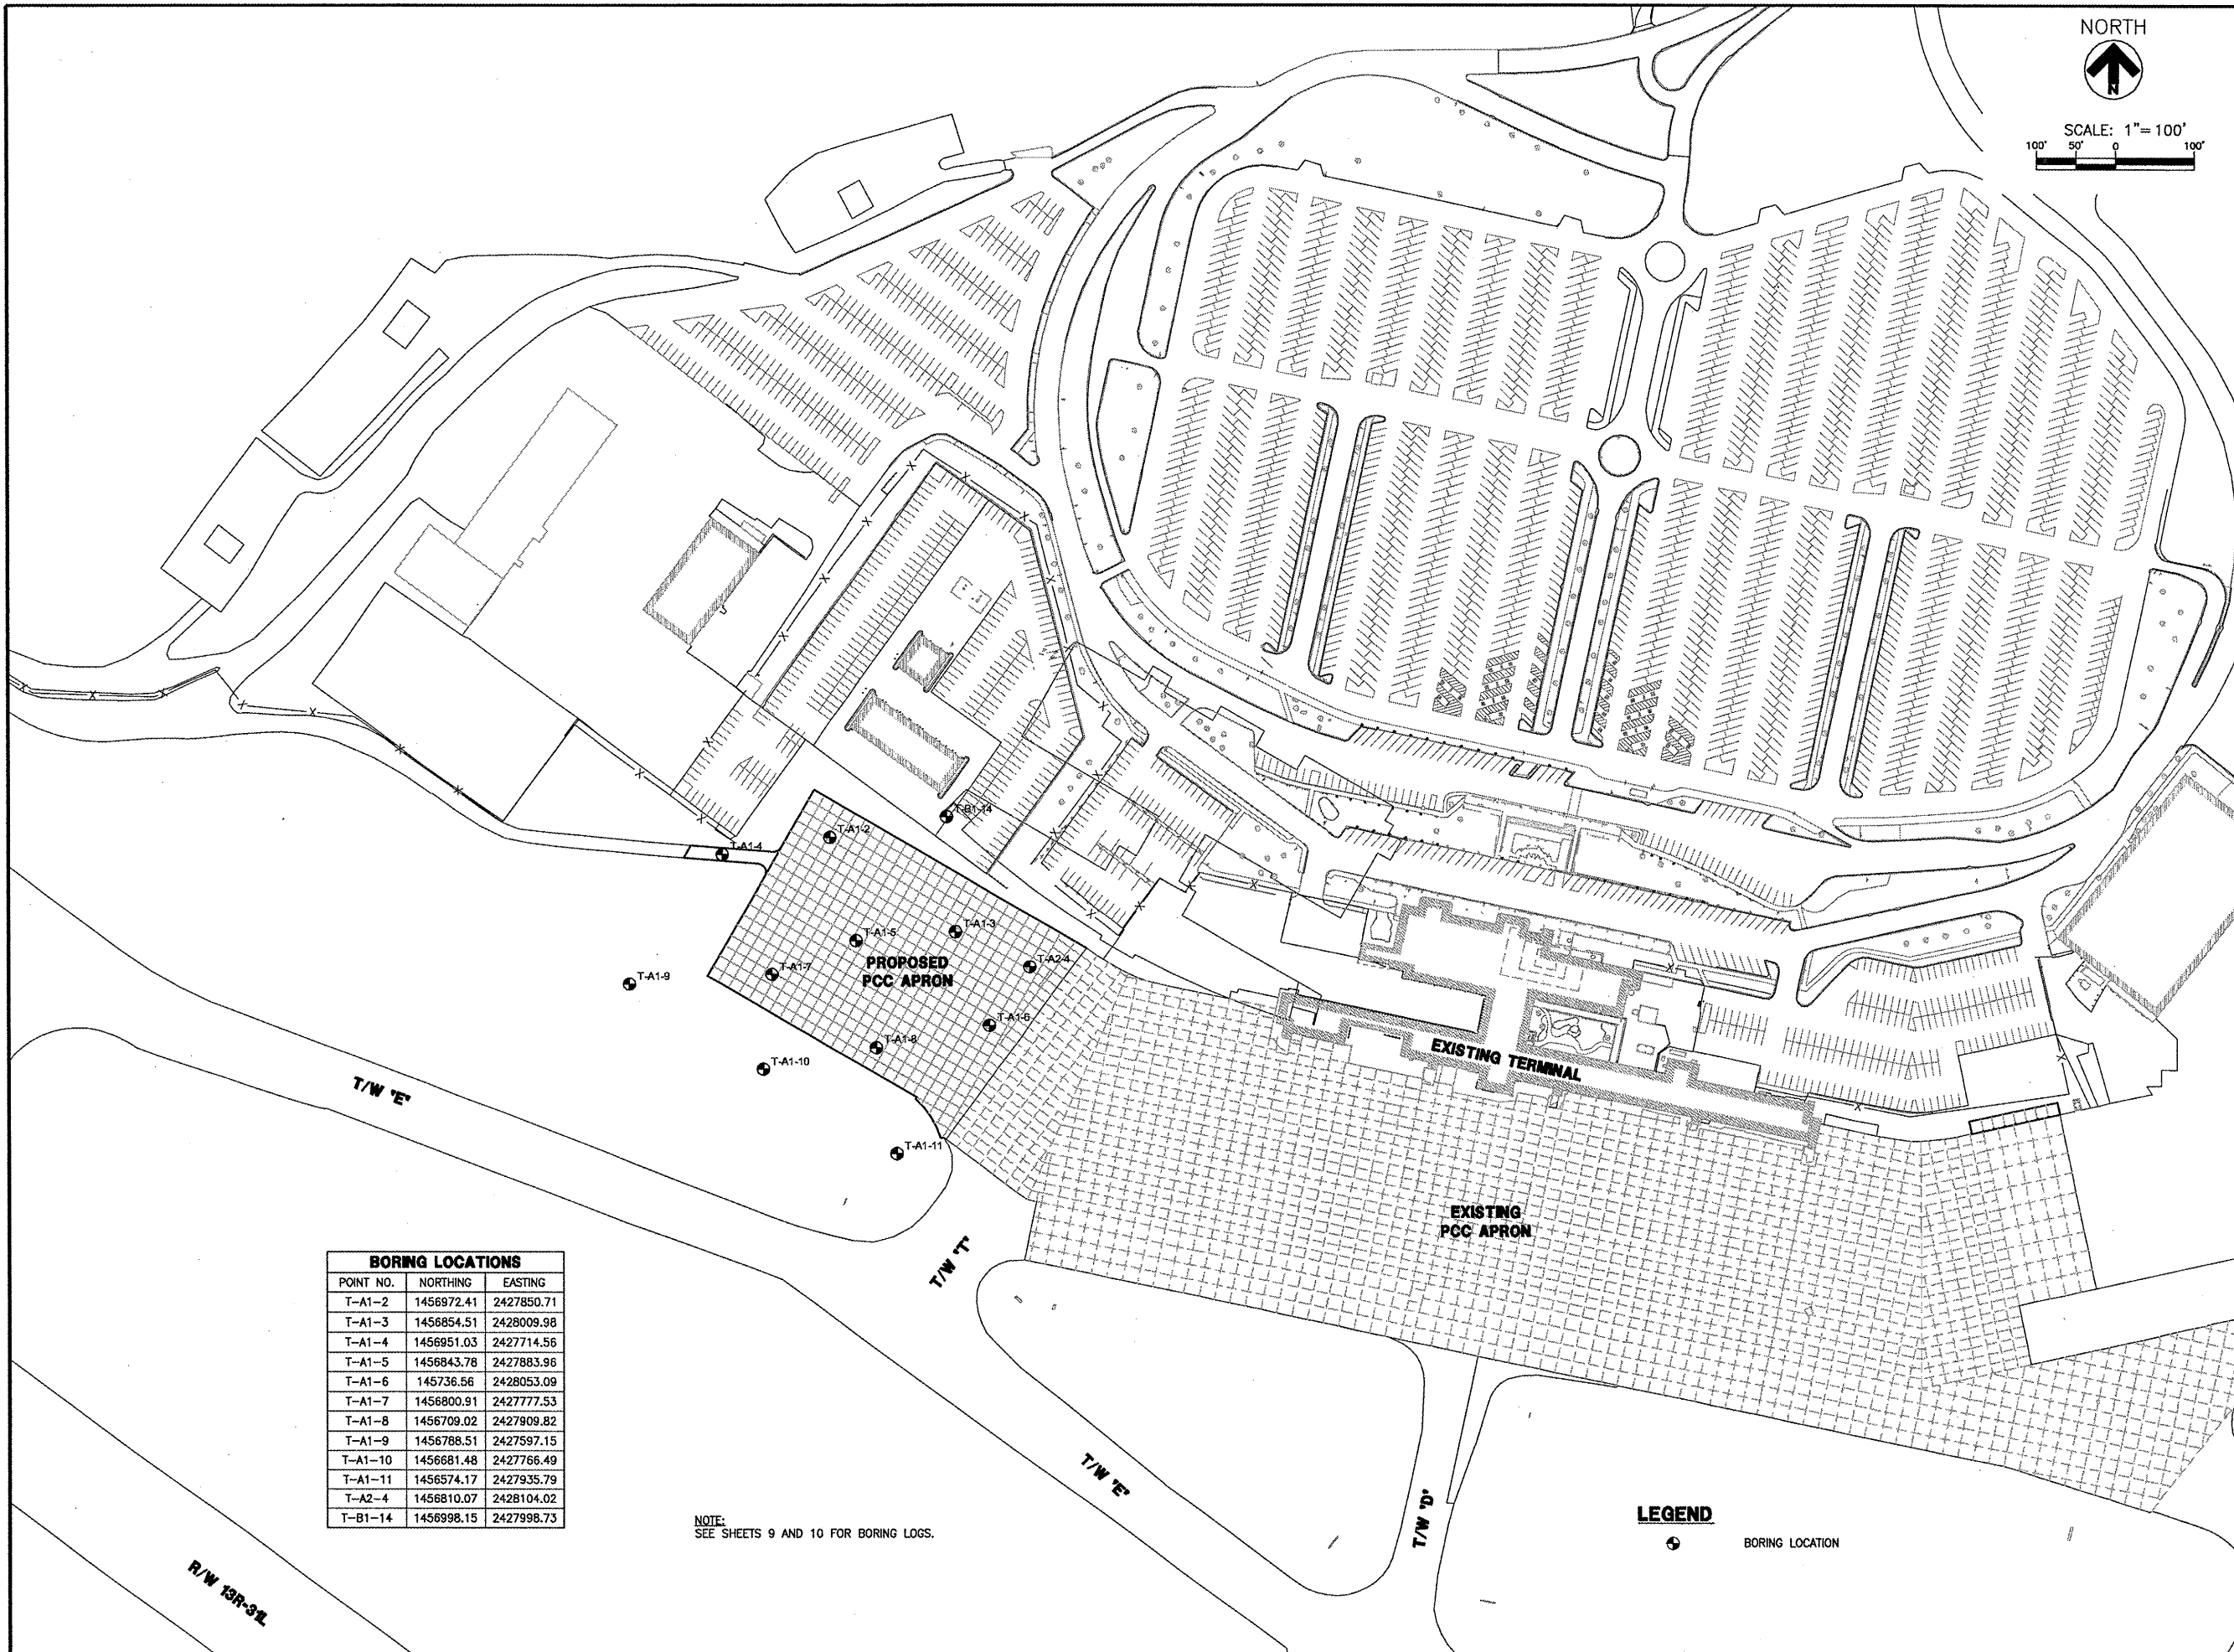 NORTH
N
SCALE: 1"= 100'
100' 50' 0 100'
T-B1-14
T-A1-2
T-A1-4
T-A1-3
T-A1-5
PROPOSED
PCC APRON
T-A2-4
T-A1-7
T-A1-9
T-A1-6
T-A1-8
T-A1-10
T-A1-11
EXISTING TERMINAL
T/W "E"
EXISTING
PCC APRON
T/W "T"
BORING LOCATIONS
POINT NO. NORTHING EASTING
T-A1-2 1456972.41 2427850.71
T-A1-3 1456854.51 2428009.98
T-A1-4 1456951.03 2427714.56
T-A1-5 1456843.78 2427883.96
T-A1-6 145736.56 2428053.09
T-A1-7 1456800.91 2427777.53
T-A1-8 1456709.02 2427909.82
T-A1-9 1456788.51 2427597.15
T-A1-10 1456681.48 2427766.49
T-A1-11 1456574.17 2427935.79
T-A2-4 1456810.07 2428104.02
T-B1-14 1456998.15 2427998.73
T/W "E"
T/W "D"
NOTE:
SEE SHEETS 9 AND 10 FOR BORING LOGS.
LEGEND
BORING LOCATION
R/W 13R-31L